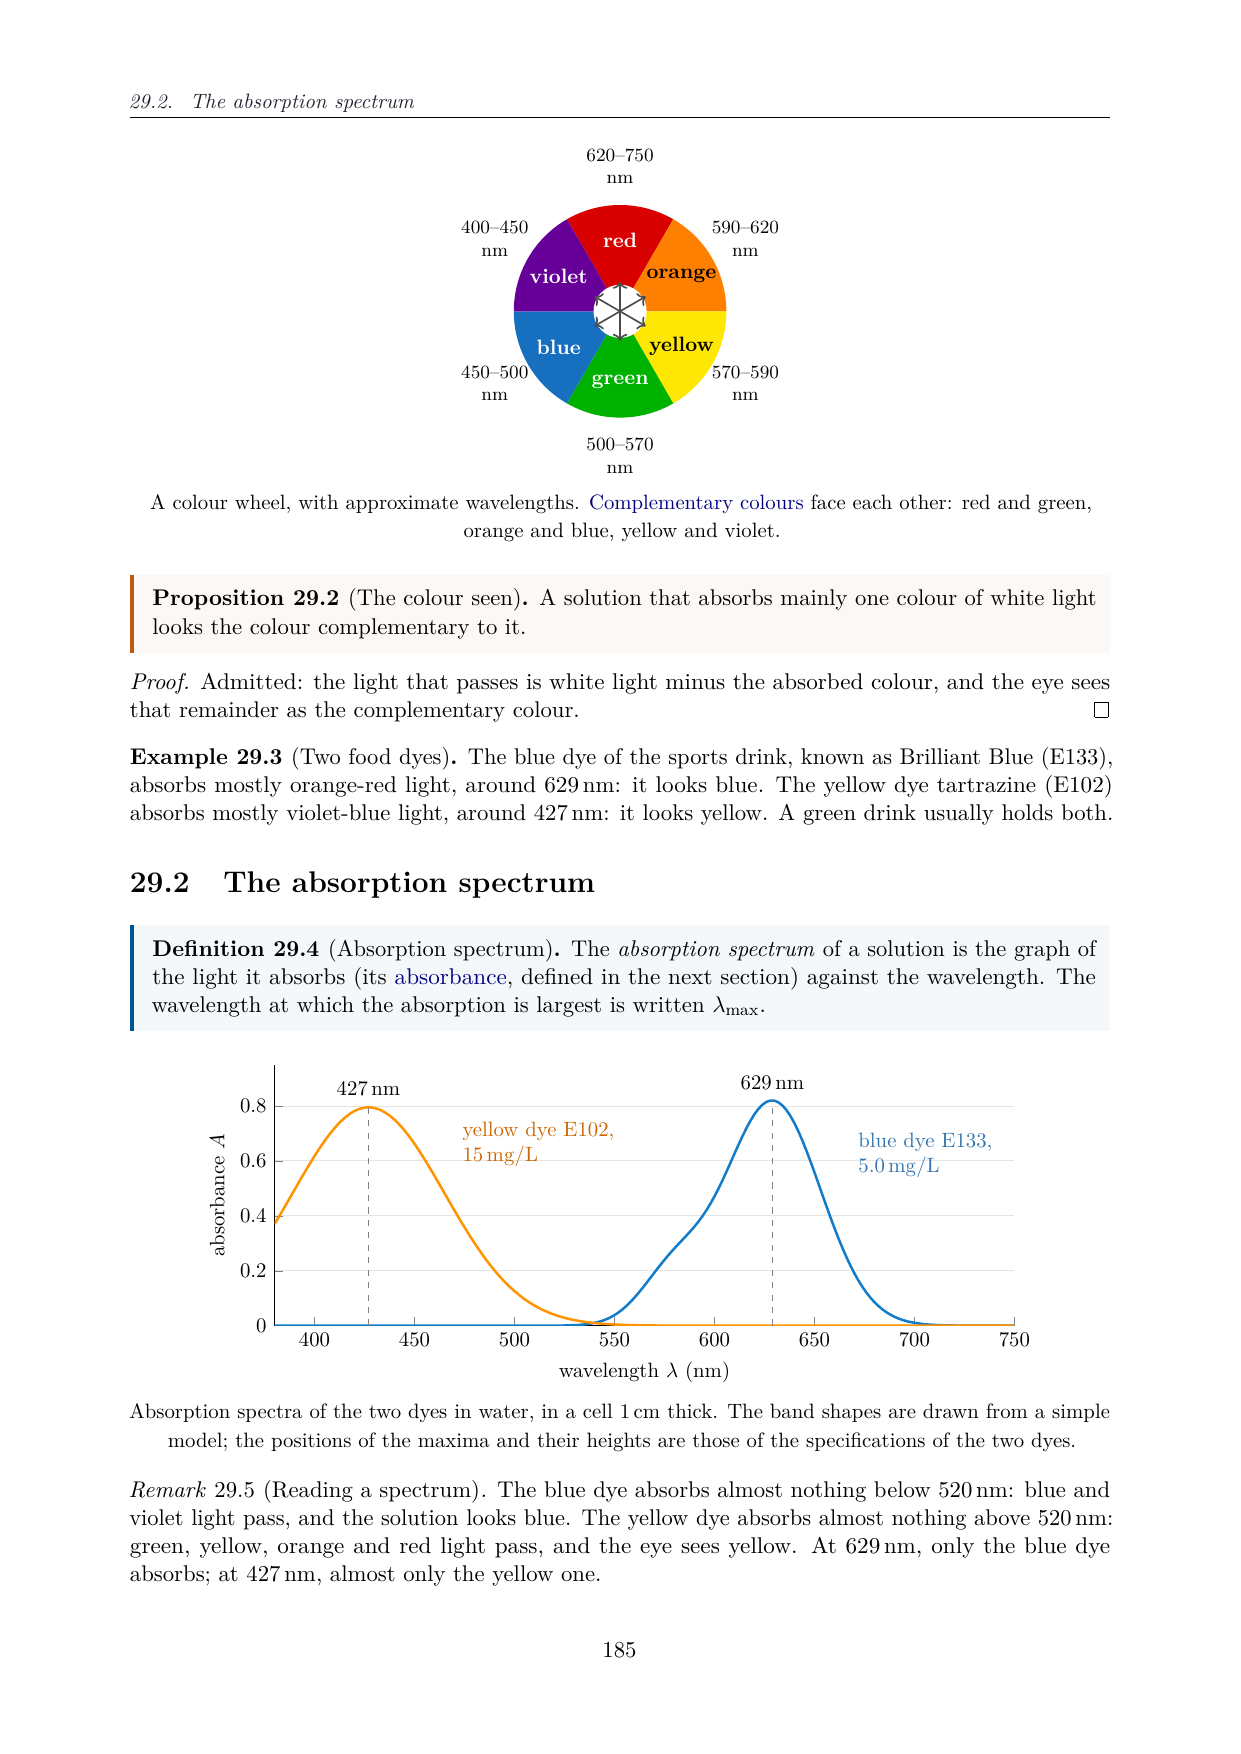 29.2. The absorption spectrum
620–750
nm
400–450
nm
590–620
nm
red
violet
orange
blue
yellow
green
450–500
nm
570–590
nm
500–570
nm
A colour wheel, with approximate wavelengths. Complementary colours face each other: red and green,
orange and blue, yellow and violet.
Proposition 29.2 (The colour seen). A solution that absorbs mainly one colour of white light
looks the colour complementary to it.
Proof. Admitted: the light that passes is white light minus the absorbed colour, and the eye sees
that remainder as the complementary colour. □
Example 29.3 (Two food dyes). The blue dye of the sports drink, known as Brilliant Blue (E133),
absorbs mostly orange-red light, around 629 nm: it looks blue. The yellow dye tartrazine (E102)
absorbs mostly violet-blue light, around 427 nm: it looks yellow. A green drink usually holds both.
29.2 The absorption spectrum
Definition 29.4 (Absorption spectrum). The absorption spectrum of a solution is the graph of
the light it absorbs (its absorbance, defined in the next section) against the wavelength. The
wavelength at which the absorption is largest is written λmax.
427 nm
629 nm
yellow dye E102,
15 mg/L
blue dye E133,
5.0 mg/L
absorbance A
0.8
0.6
0.4
0.2
0
400 450 500 550 600 650 700 750
wavelength λ (nm)
Absorption spectra of the two dyes in water, in a cell 1 cm thick. The band shapes are drawn from a simple
model; the positions of the maxima and their heights are those of the specifications of the two dyes.
Remark 29.5 (Reading a spectrum). The blue dye absorbs almost nothing below 520 nm: blue and
violet light pass, and the solution looks blue. The yellow dye absorbs almost nothing above 520 nm:
green, yellow, orange and red light pass, and the eye sees yellow. At 629 nm, only the blue dye
absorbs; at 427 nm, almost only the yellow one.
185